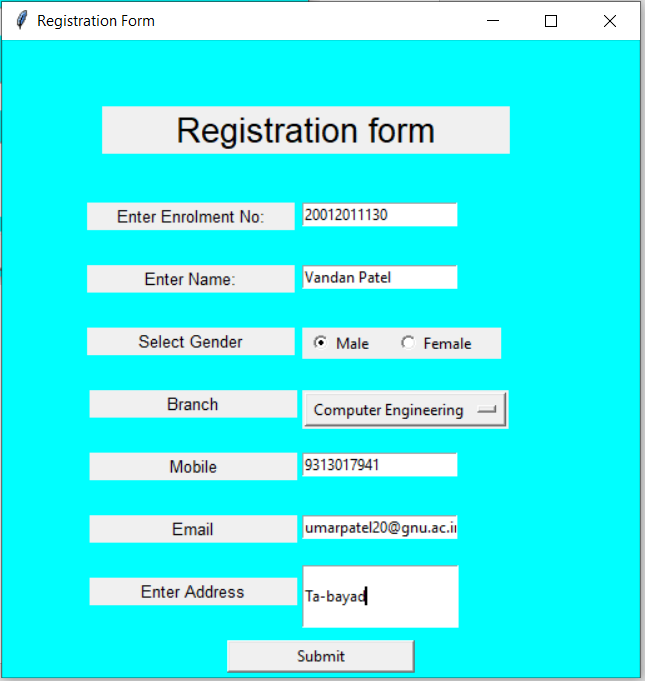 Registration Form
Registration form
Enter Enrolment No: 20012011130
Enter Name: Vandan Patel
Select Gender Male Female
Branch Computer Engineering
Mobile 9313017941
Email umarpatel20@gnu.ac.in
Enter Address Ta-bayad
Submit